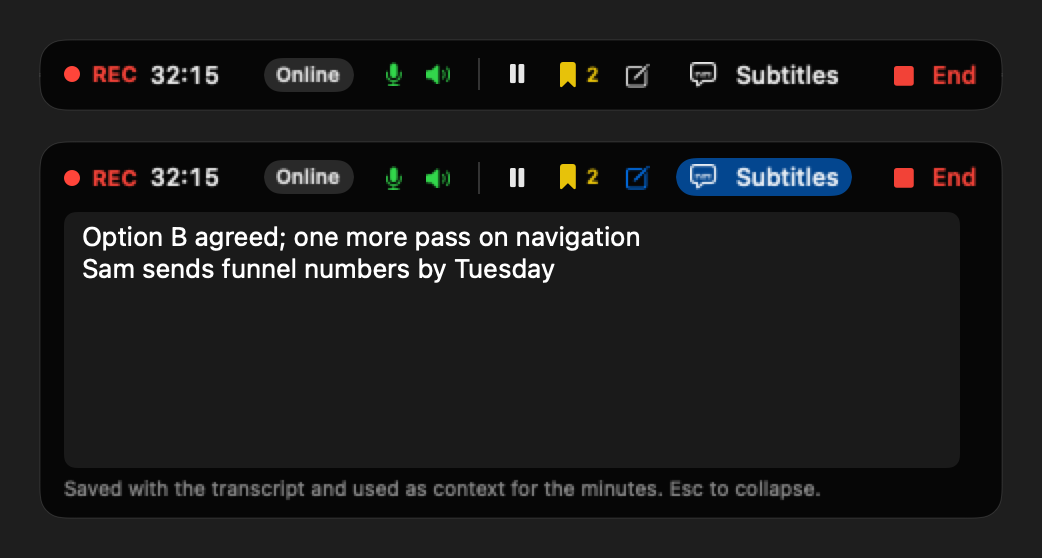 REC 32:15 Online 2 Subtitles End
REC 32:15 Online 2 Subtitles End
Option B agreed; one more pass on navigation
Sam sends funnel numbers by Tuesday
Saved with the transcript and used as context for the minutes. Esc to collapse.